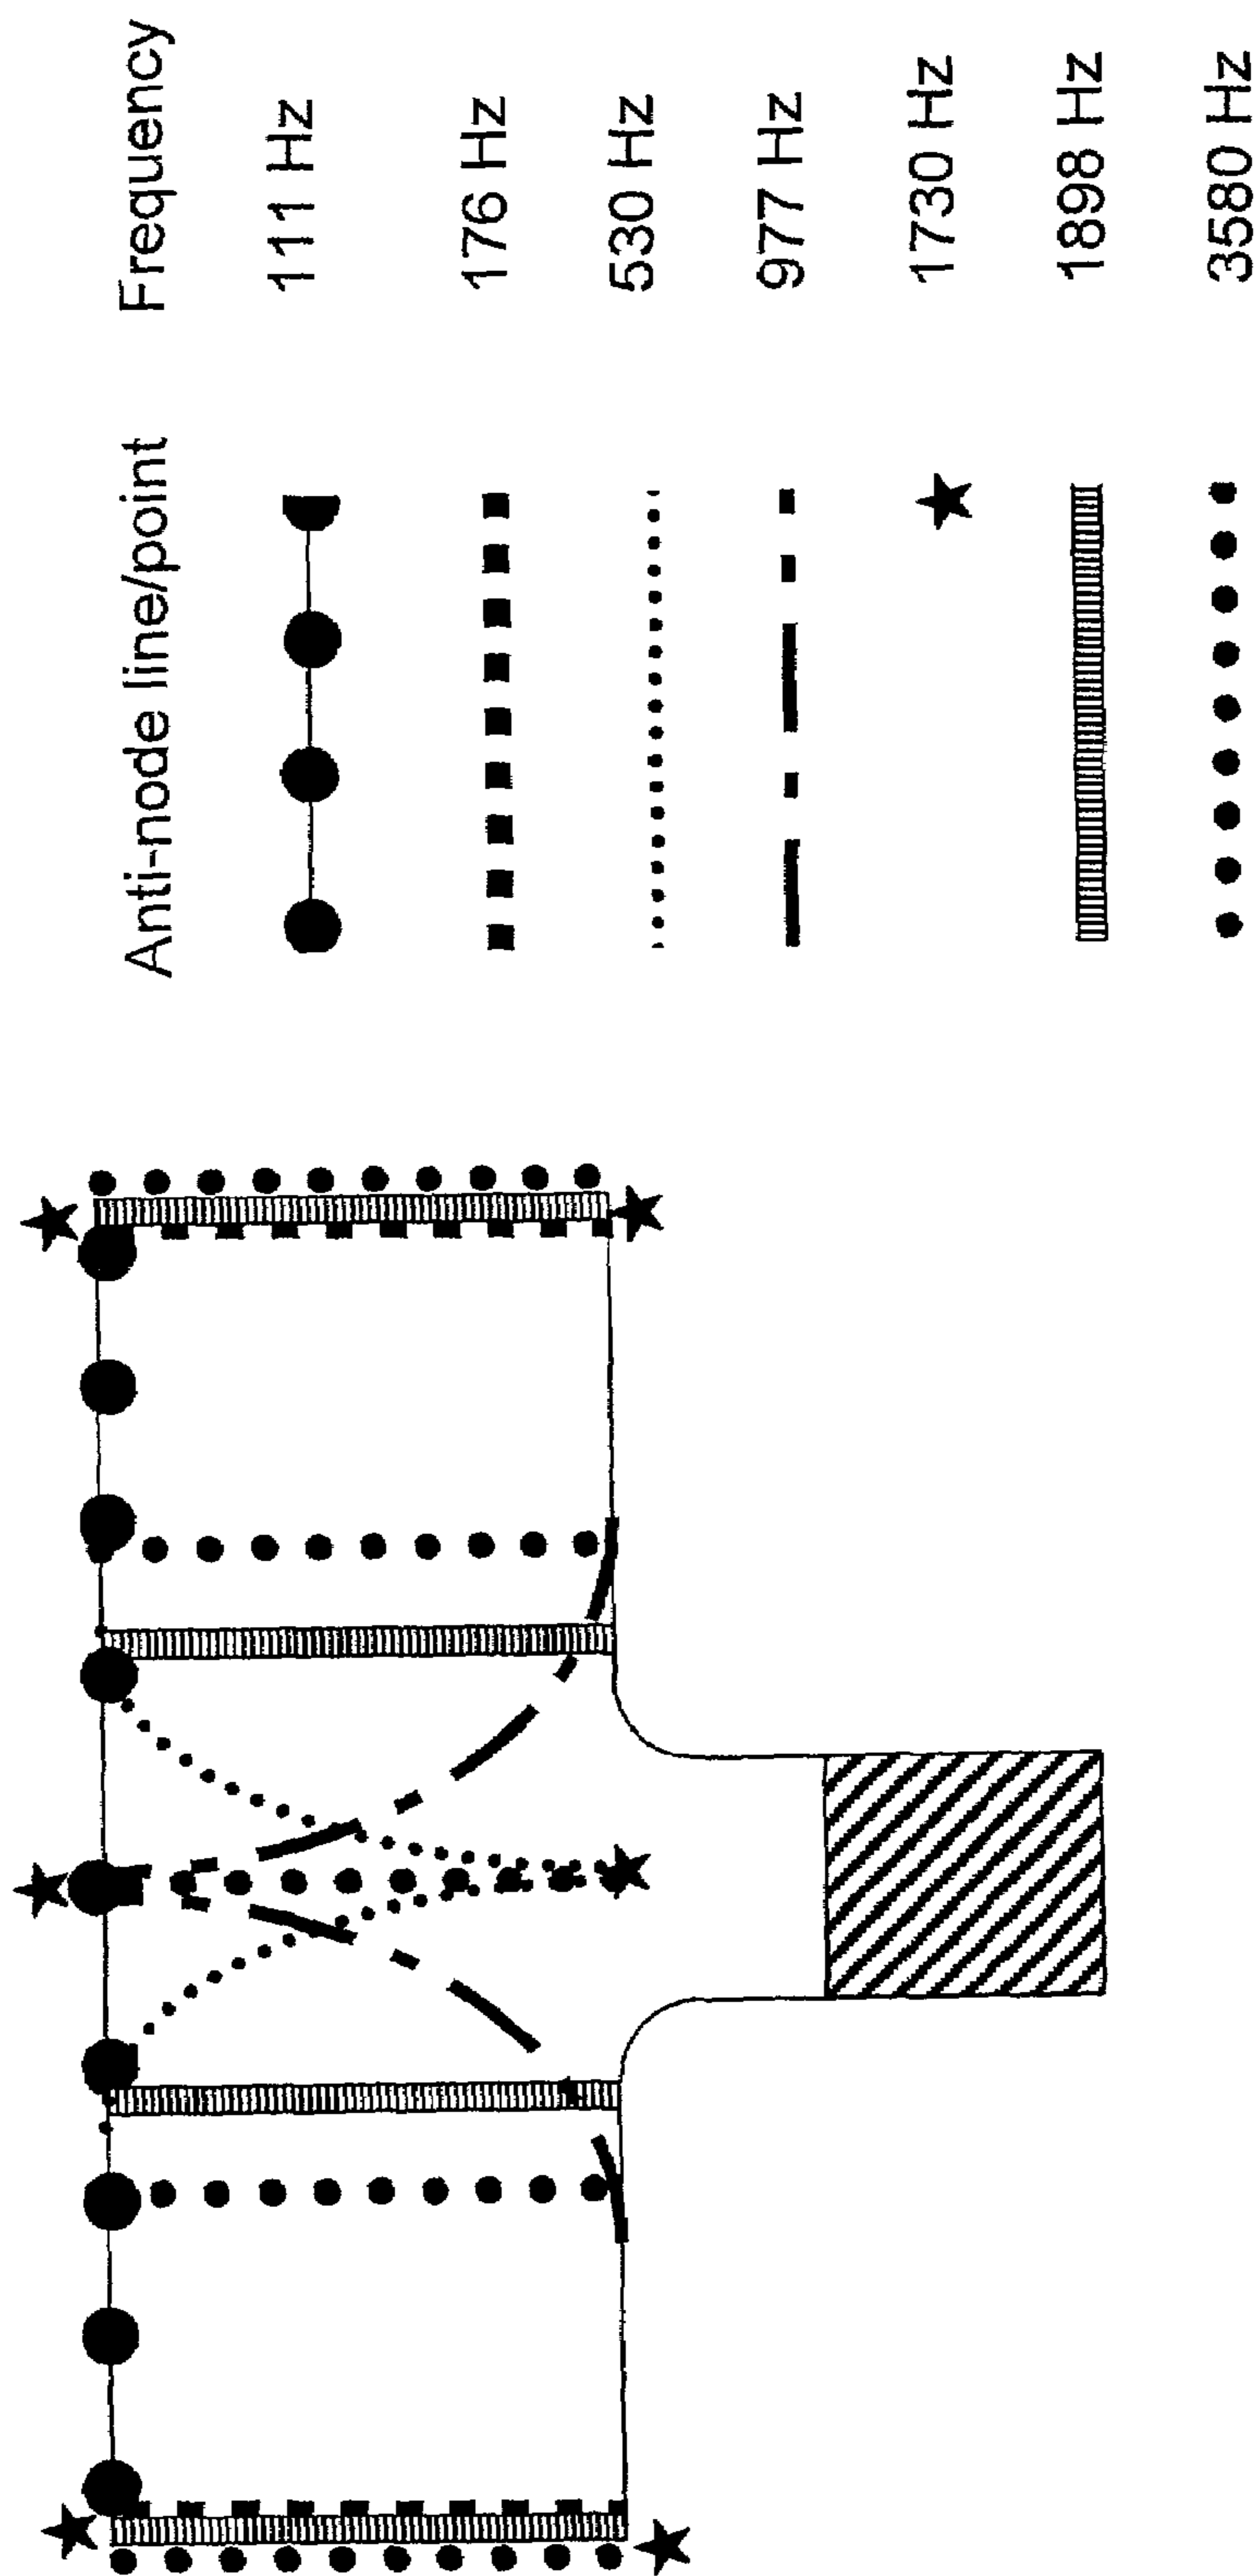 Anti-node line/point Frequency
111 Hz
176 Hz
530 Hz
977 Hz
1730 Hz
1898 Hz
3580 Hz